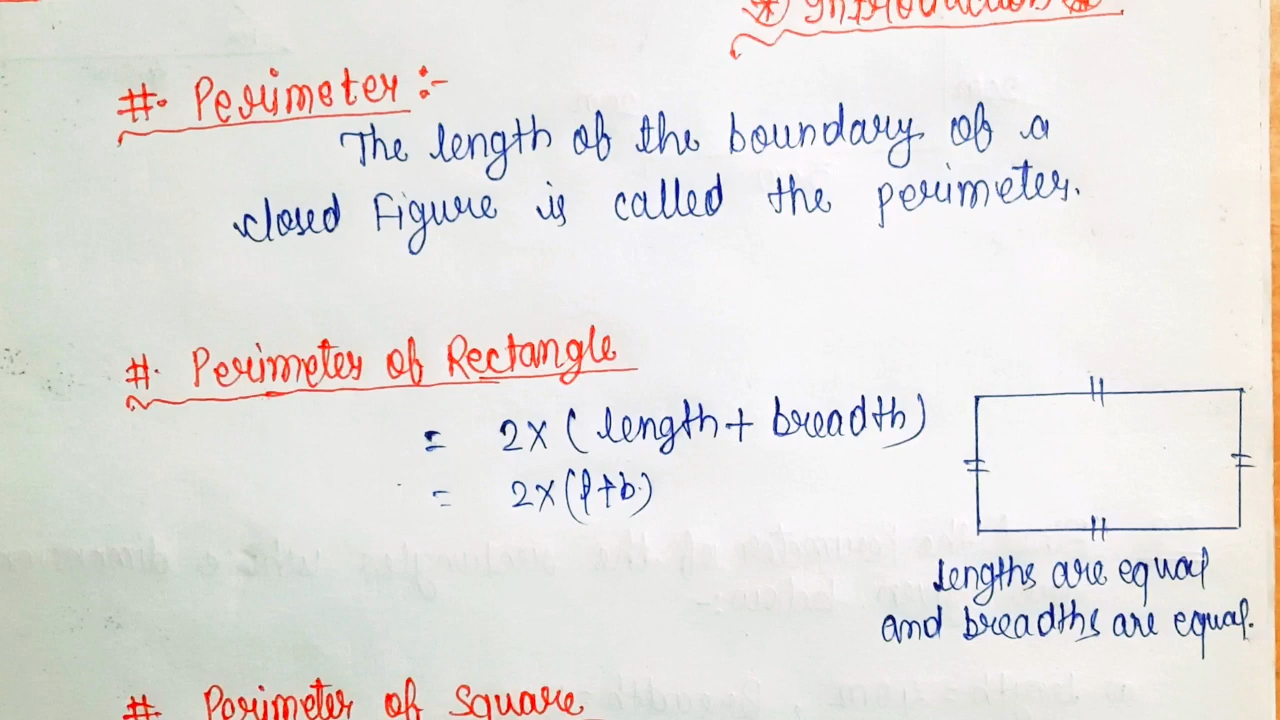 * Introduction *
#. Perimeter :-
The length of the boundary of a
closed Figure is called the perimeter.
#. Perimeter of Rectangle
= 2x (length + breadth)
= 2x (l+b)
lengths are equal
and breadths are equal.
# Perimeter of Square